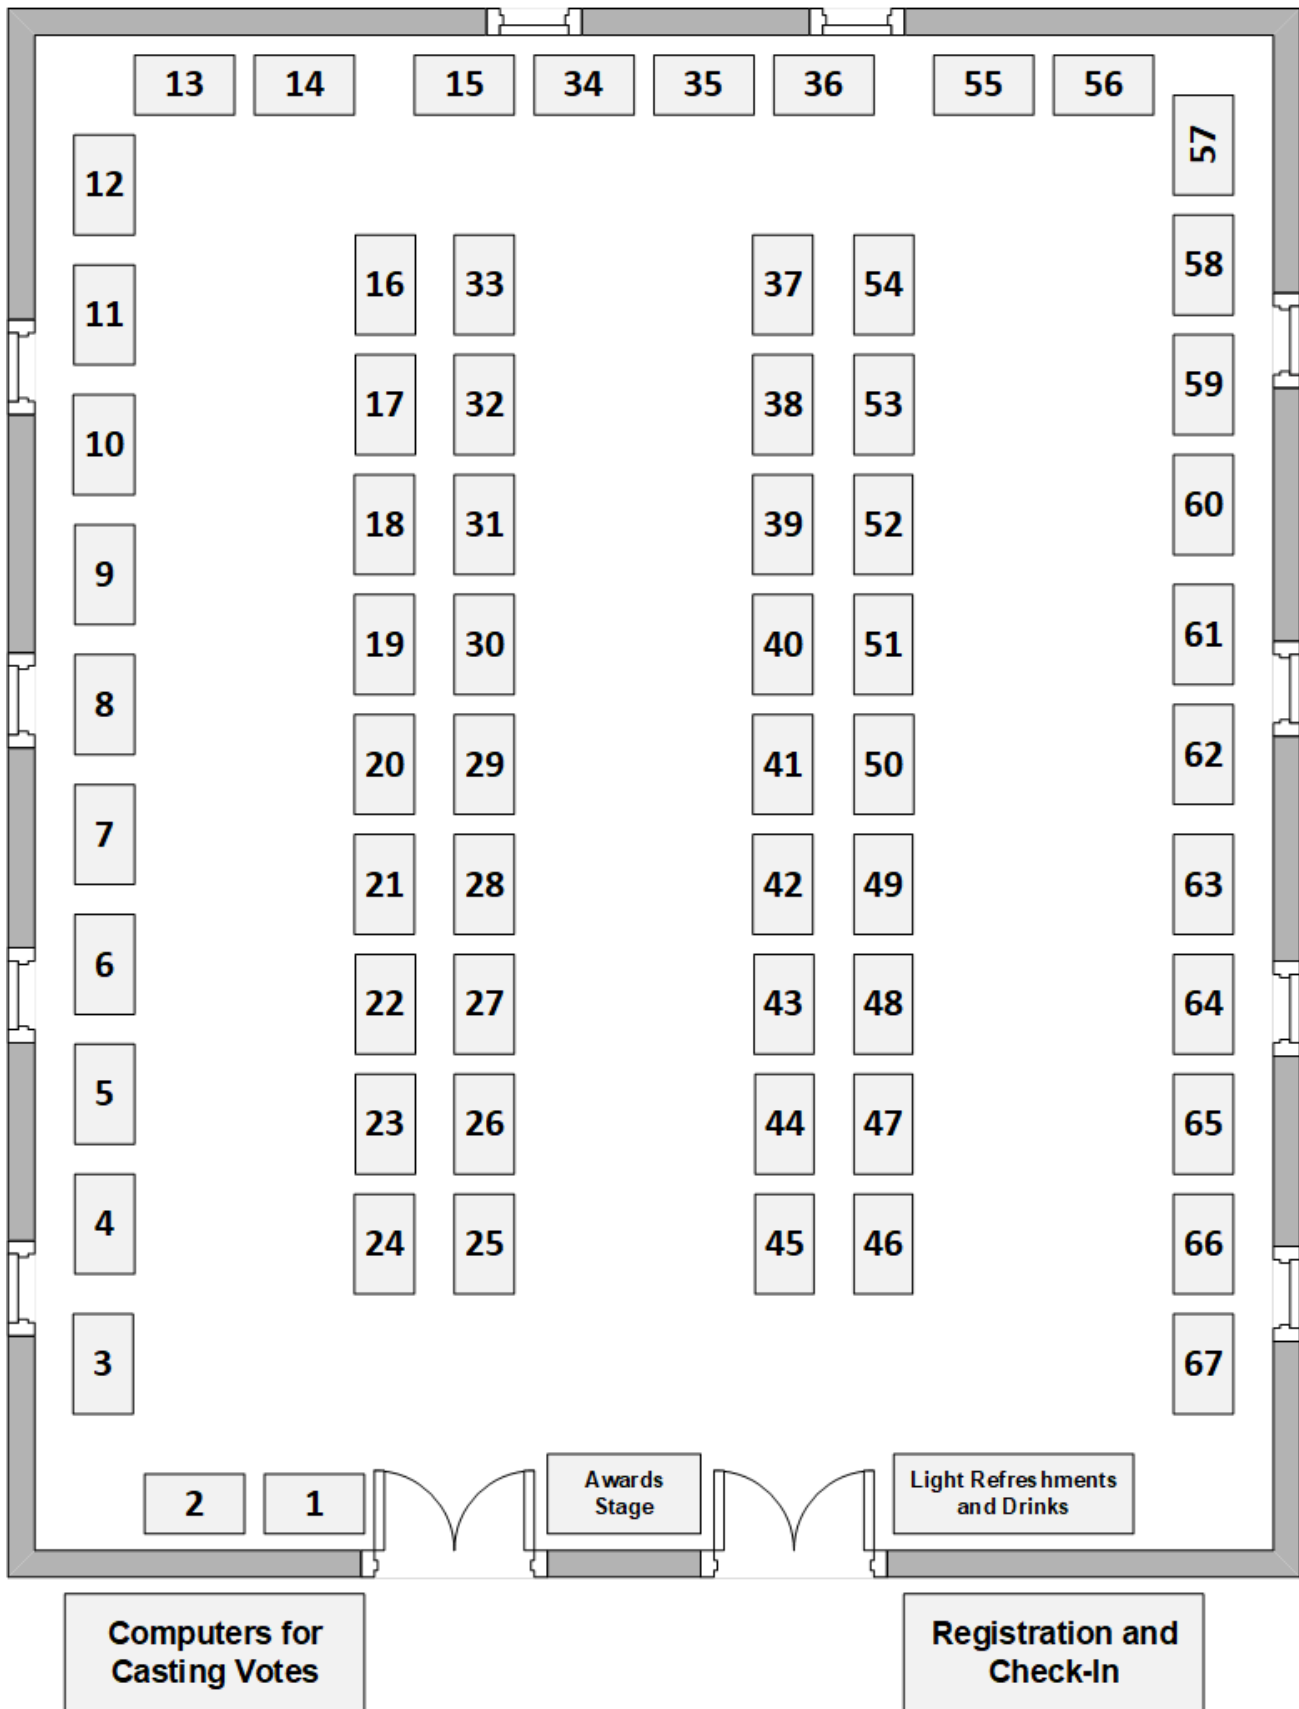 13 14 15 34 35 36 55 56
57
12
16 33 37 54 58
11
17 32 38 53 59
10
18 31 39 52 60
9
19 30 40 51 61
8
20 29 41 50 62
7
21 28 42 49 63
6
22 27 43 48 64
5
23 26 44 47 65
4
24 25 45 46 66
3 67
2 1
Awards
Stage
Light Refreshments
and Drinks
Computers for
Casting Votes
Registration and
Check-In